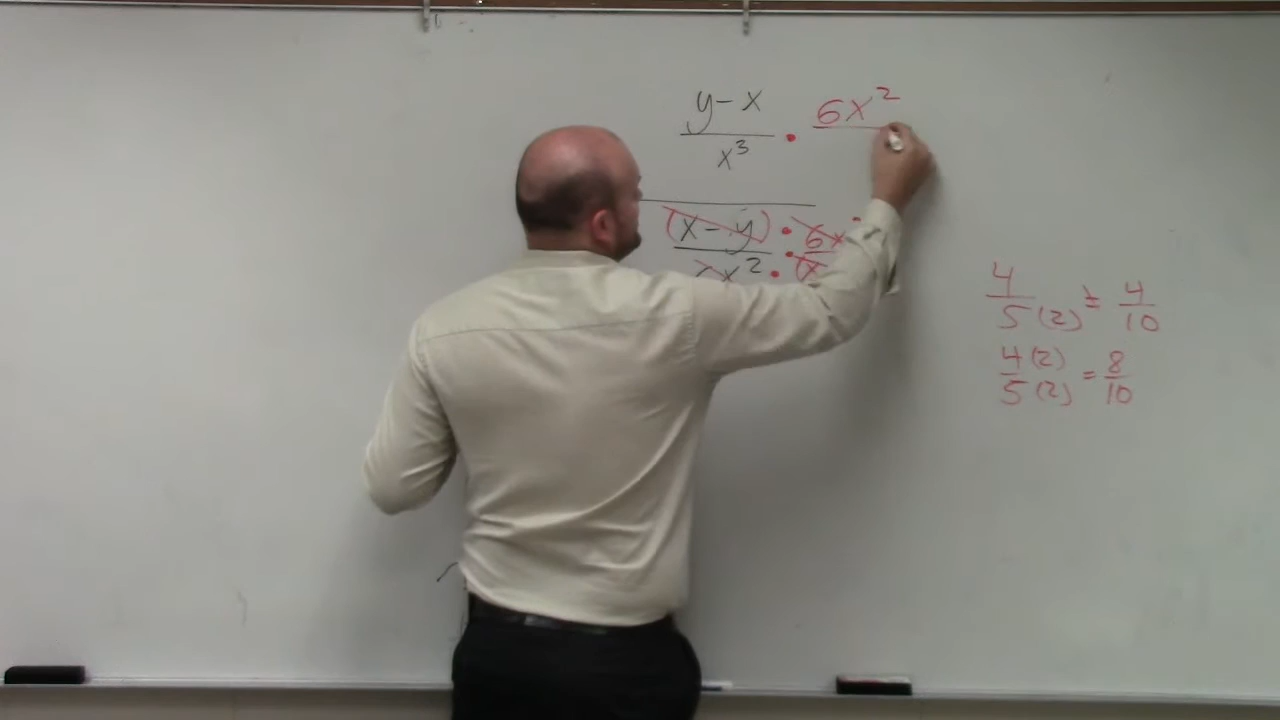 y - x / x³ · 6x²
(x - y) · 6x
x² · (x
4 / 5(2) ≠ 4 / 10
4(2) / 5(2) = 8 / 10